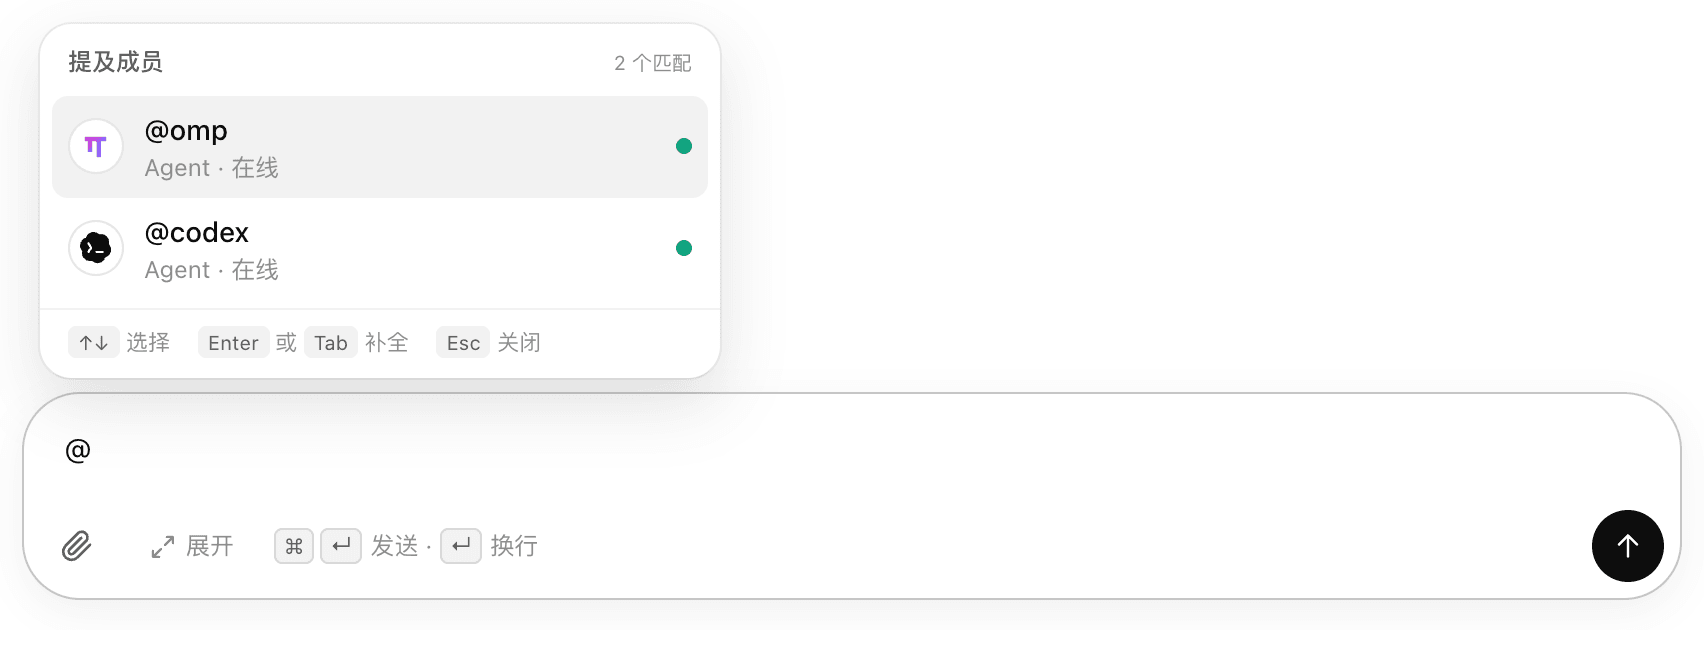 提及成员 2 个匹配
@omp
Agent · 在线
@codex
Agent · 在线
↑↓ 选择 Enter 或 Tab 补全 Esc 关闭
@
展开 ⌘ ↵ 发送 · ↵ 换行